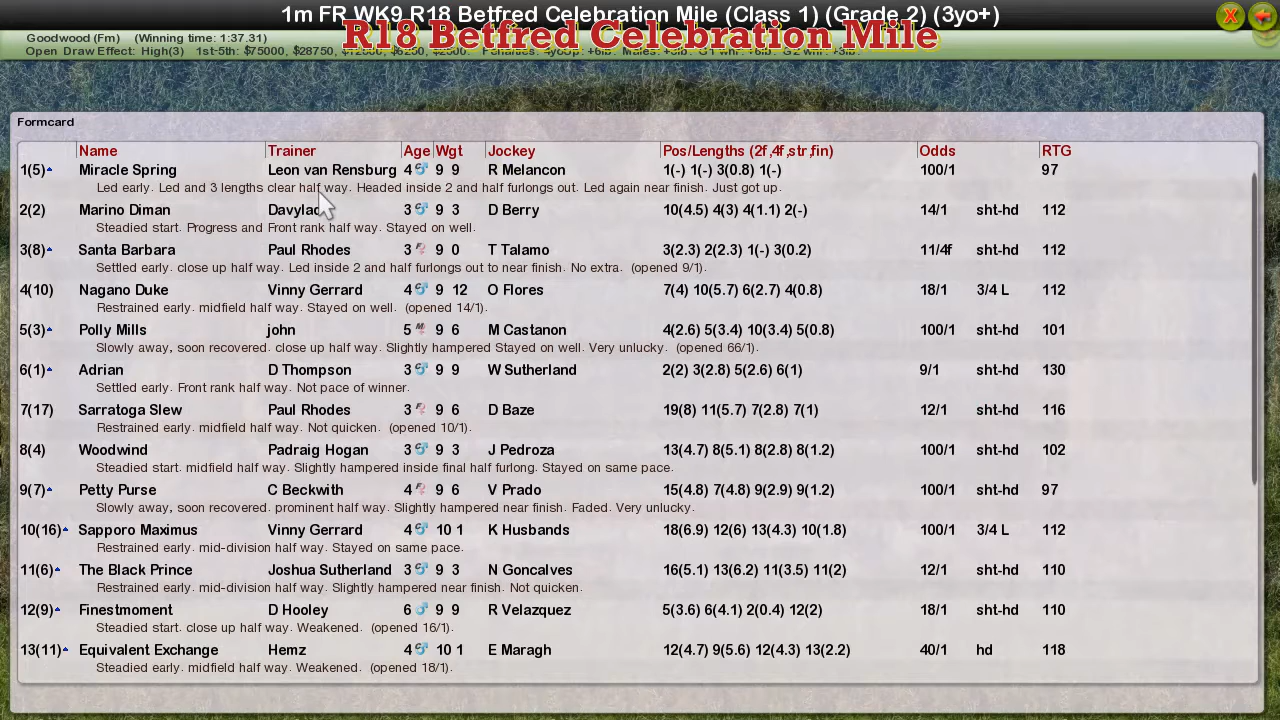 1m FR WK9 R18 Betfred Celebration Mile (Class 1) (Grade 2) (3yo+)
R18 Betfred Celebration Mile
Goodwood (Fm) (Winning time: 1:37.31)
Open Draw Effect: High(3) 1st-5th: $75000, $28750,
Formcard
Name Trainer Age Wgt Jockey Pos/Lengths (2f,4f,str,fin) Odds RTG
1(5) Miracle Spring Leon van Rensburg 4 9 9 R Melancon 1(-) 1(-) 3(0.8) 1(-) 100/1 97
Led early. Led and 3 lengths clear half way. Headed inside 2 and half furlongs out. Led again near finish. Just got up.
2(2) Marino Diman Davylad 3 9 3 D Berry 10(4.5) 4(3) 4(1.1) 2(-) 14/1 sht-hd 112
Steadied start. Progress and Front rank half way. Stayed on well.
3(8) Santa Barbara Paul Rhodes 3 9 0 T Talamo 3(2.3) 2(2.3) 1(-) 3(0.2) 11/4f sht-hd 112
Settled early. close up half way. Led inside 2 and half furlongs out to near finish. No extra. (opened 9/1).
4(10) Nagano Duke Vinny Gerrard 4 9 12 O Flores 7(4) 10(5.7) 6(2.7) 4(0.8) 18/1 3/4 L 112
Restrained early. midfield half way. Stayed on well. (opened 14/1).
5(3) Polly Mills john 5 9 6 M Castanon 4(2.6) 5(3.4) 10(3.4) 5(0.8) 100/1 sht-hd 101
Slowly away, soon recovered. close up half way. Slightly hampered Stayed on well. Very unlucky. (opened 66/1).
6(1) Adrian D Thompson 3 9 9 W Sutherland 2(2) 3(2.8) 5(2.6) 6(1) 9/1 sht-hd 130
Settled early. Front rank half way. Not pace of winner.
7(17) Sarratoga Slew Paul Rhodes 3 9 6 D Baze 19(8) 11(5.7) 7(2.8) 7(1) 12/1 sht-hd 116
Restrained early. midfield half way. Not quicken. (opened 10/1).
8(4) Woodwind Padraig Hogan 3 9 3 J Pedroza 13(4.7) 8(5.1) 8(2.8) 8(1.2) 100/1 sht-hd 102
Steadied start. midfield half way. Slightly hampered inside final half furlong. Stayed on same pace.
9(7) Petty Purse C Beckwith 4 9 6 V Prado 15(4.8) 7(4.8) 9(2.9) 9(1.2) 100/1 sht-hd 97
Slowly away, soon recovered. prominent half way. Slightly hampered near finish. Faded. Very unlucky.
10(16) Sapporo Maximus Vinny Gerrard 4 10 1 K Husbands 18(6.9) 12(6) 13(4.3) 10(1.8) 100/1 3/4 L 112
Restrained early. mid-division half way. Stayed on same pace.
11(6) The Black Prince Joshua Sutherland 3 9 3 N Goncalves 16(5.1) 13(6.2) 11(3.5) 11(2) 12/1 sht-hd 110
Restrained early. mid-division half way. Slightly hampered near finish. Not quicken.
12(9) Finestmoment D Hooley 6 9 9 R Velazquez 5(3.6) 6(4.1) 2(0.4) 12(2) 18/1 sht-hd 110
Steadied start. close up half way. Weakened. (opened 16/1).
13(11) Equivalent Exchange Hemz 4 10 1 E Maragh 12(4.7) 9(5.6) 12(4.3) 13(2.2) 40/1 hd 118
Steadied early. midfield half way. Weakened. (opened 18/1).